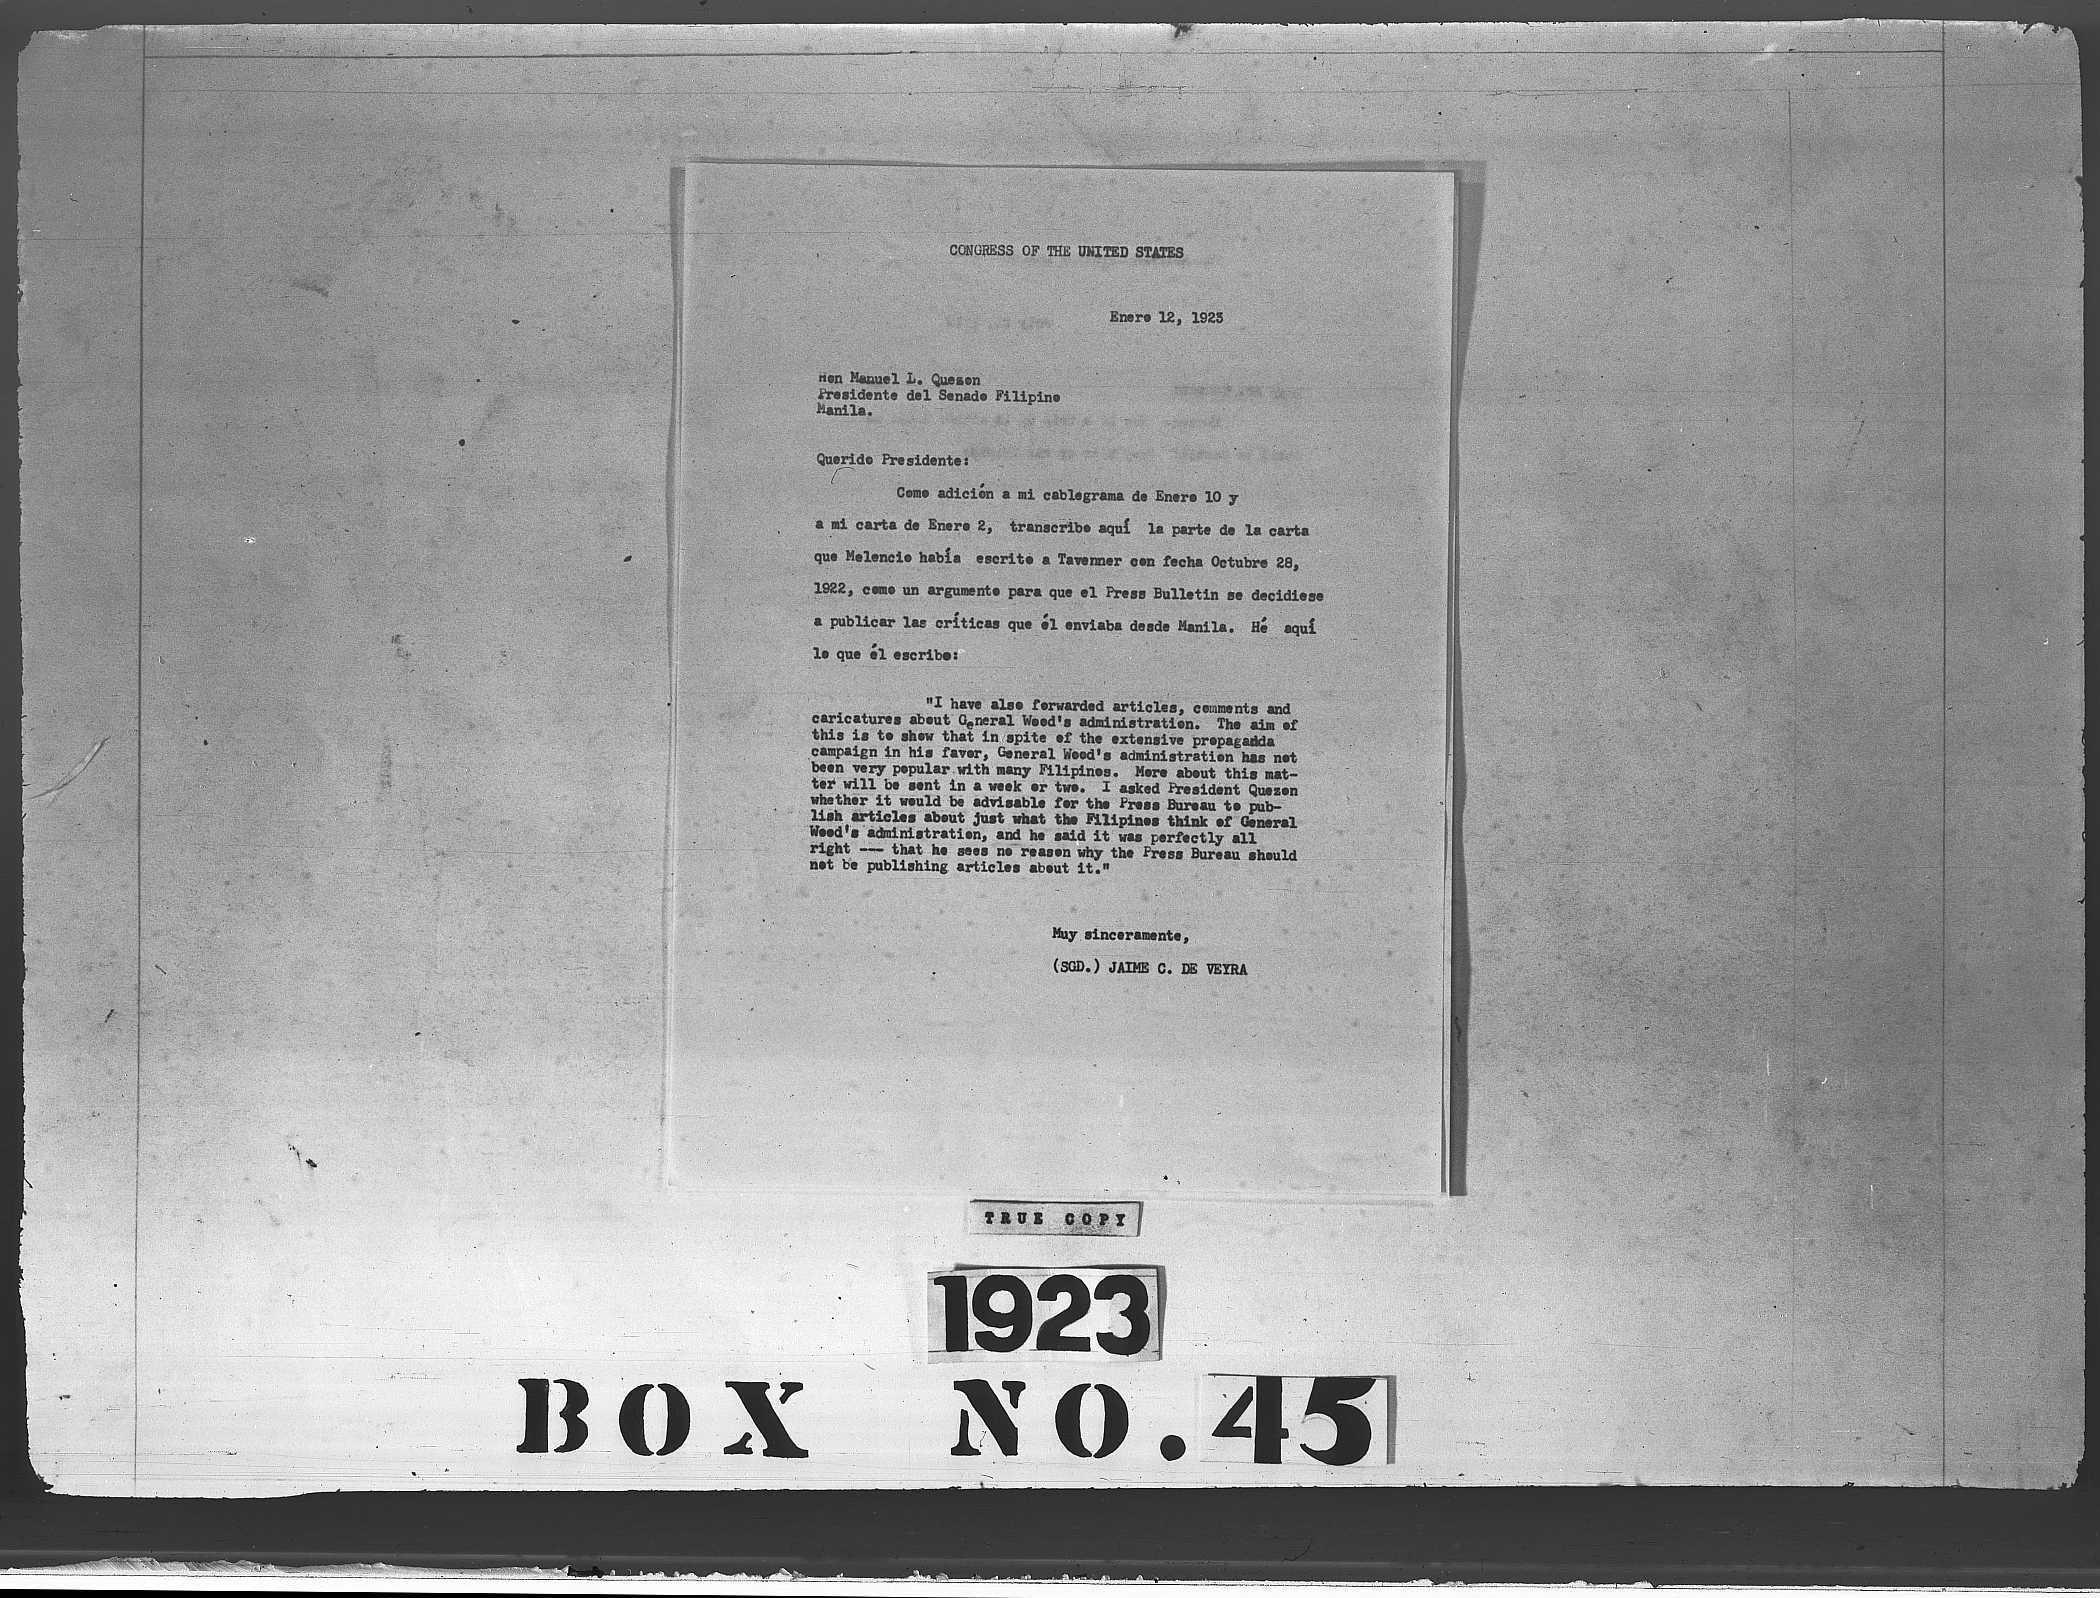 CONGRESS OF THE UNITED STATES
Enero 12, 1923
Hon Manuel L. Quezon
Presidente del Senado Filipino
Manila.
Querido Presidente:
Como adición a mi cablegrama de Enero 10 y
a mi carta de Enero 2, transcribo aquí la parte de la carta
que Melencio había escrito a Tavenner con fecha Octubre 28,
1922, como un argumento para que el Press Bulletin se decidiese
a publicar las críticas que él enviaba desde Manila. Hé aquí
lo que él escribe:
"I have also forwarded articles, comments and
caricatures about General Wood's administration. The aim of
this is to show that in spite of the extensive propaganda
campaign in his favor, General Wood's administration has not
been very popular with many Filipinos. More about this mat-
ter will be sent in a week or two. I asked President Quezon
whether it would be advisable for the Press Bureau to pub-
lish articles about just what the Filipinos think of General
Wood's administration, and he said it was perfectly all
right --- that he sees no reason why the Press Bureau should
not be publishing articles about it."
Muy sinceramente,
(SGD.) JAIME C. DE VEYRA
TRUE COPY
1923
BOX NO. 45